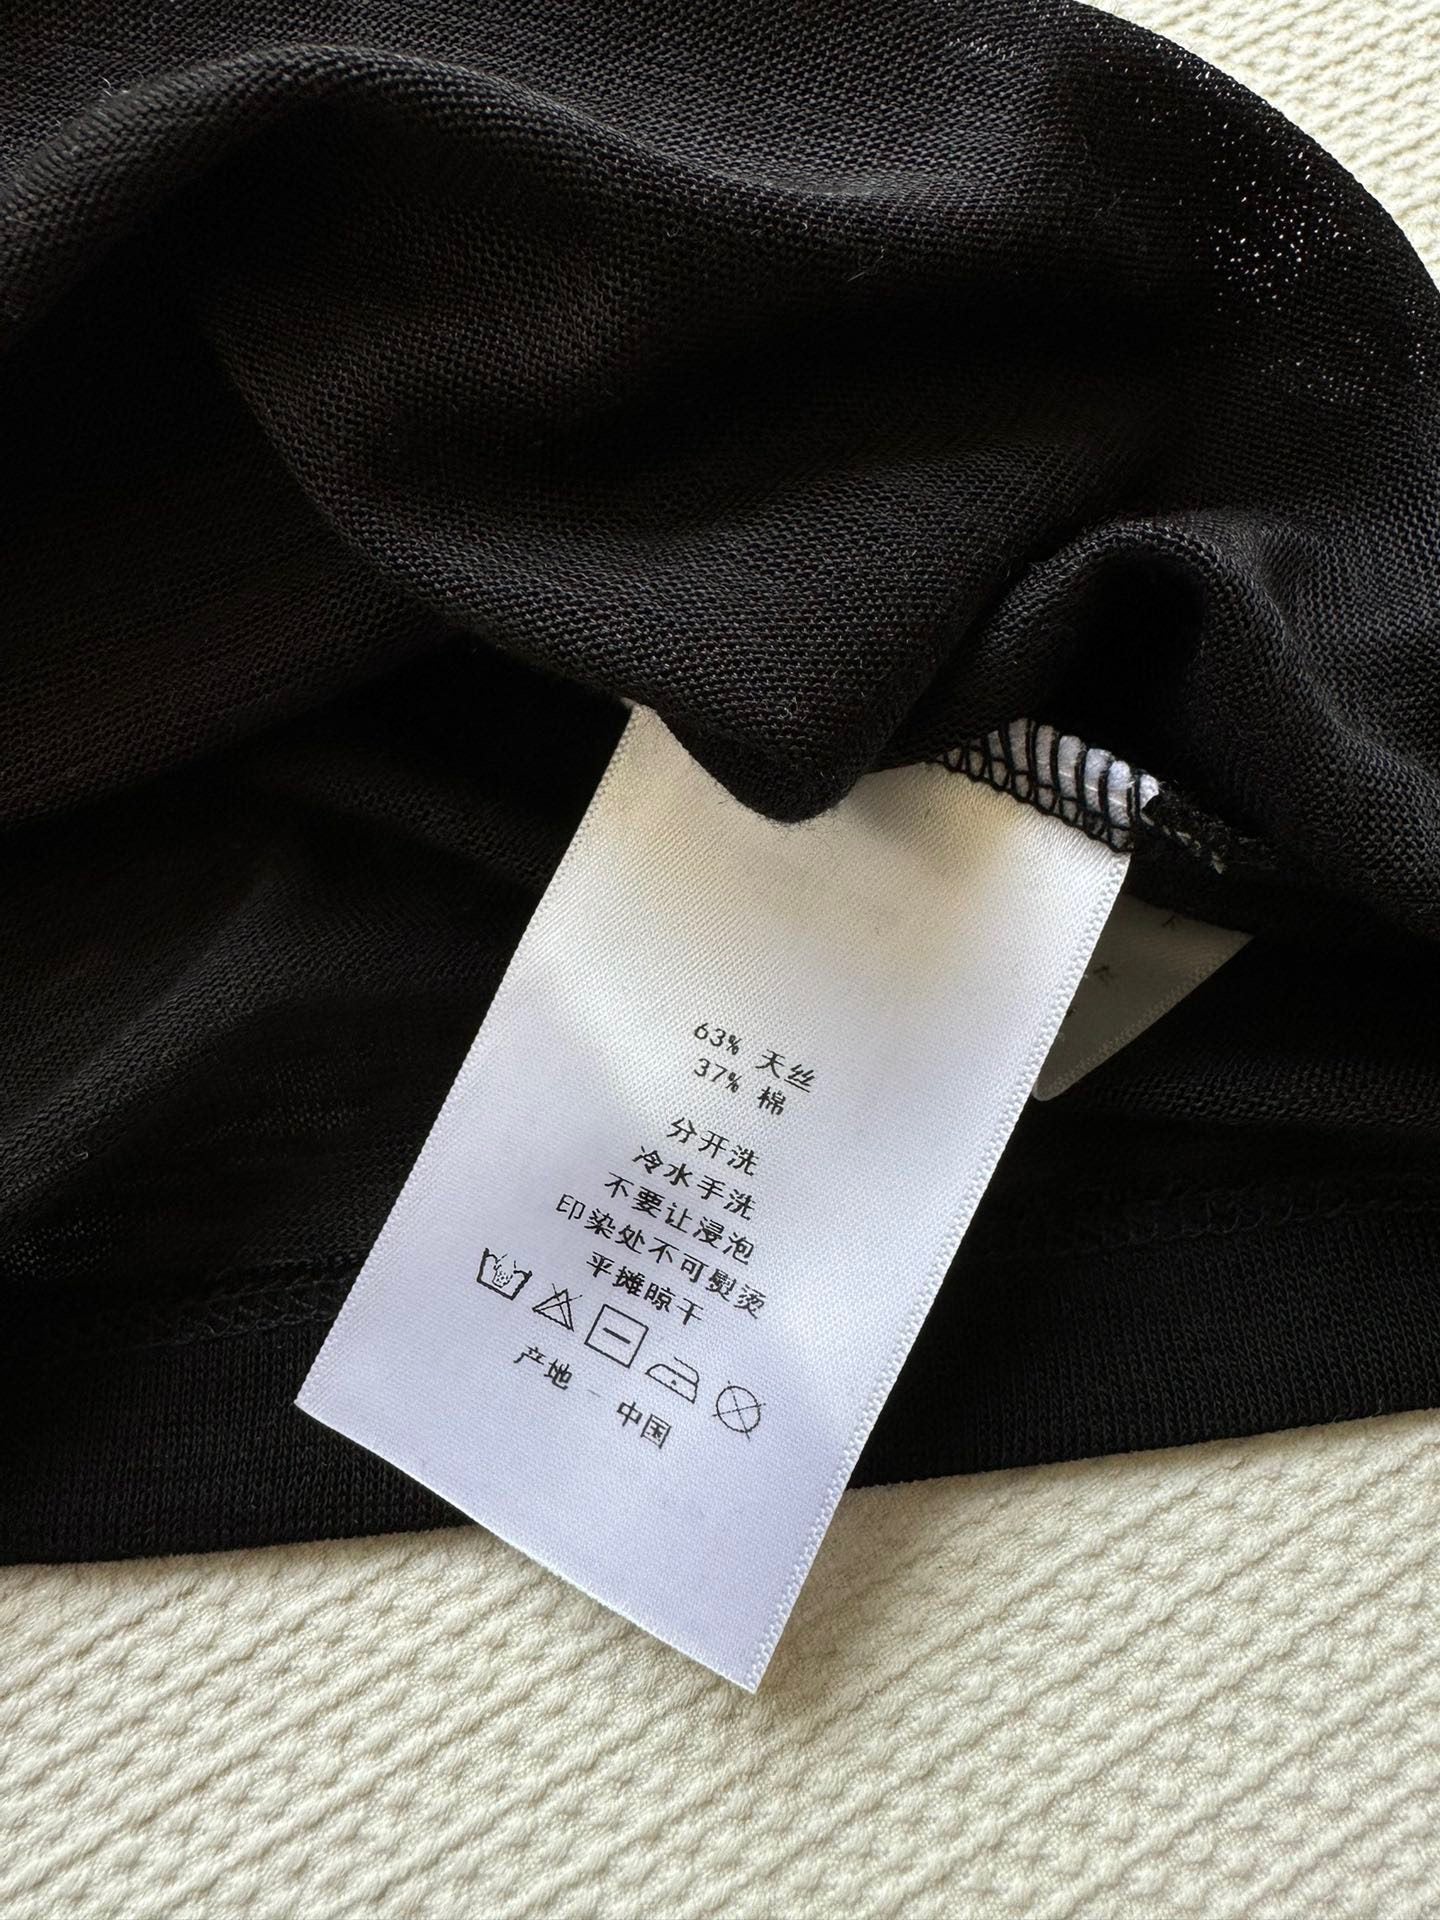 63% 天丝
37% 棉
分开洗
冷水手洗
不要让浸泡
印染处不可熨烫
平摊晾干
产地 - 中国